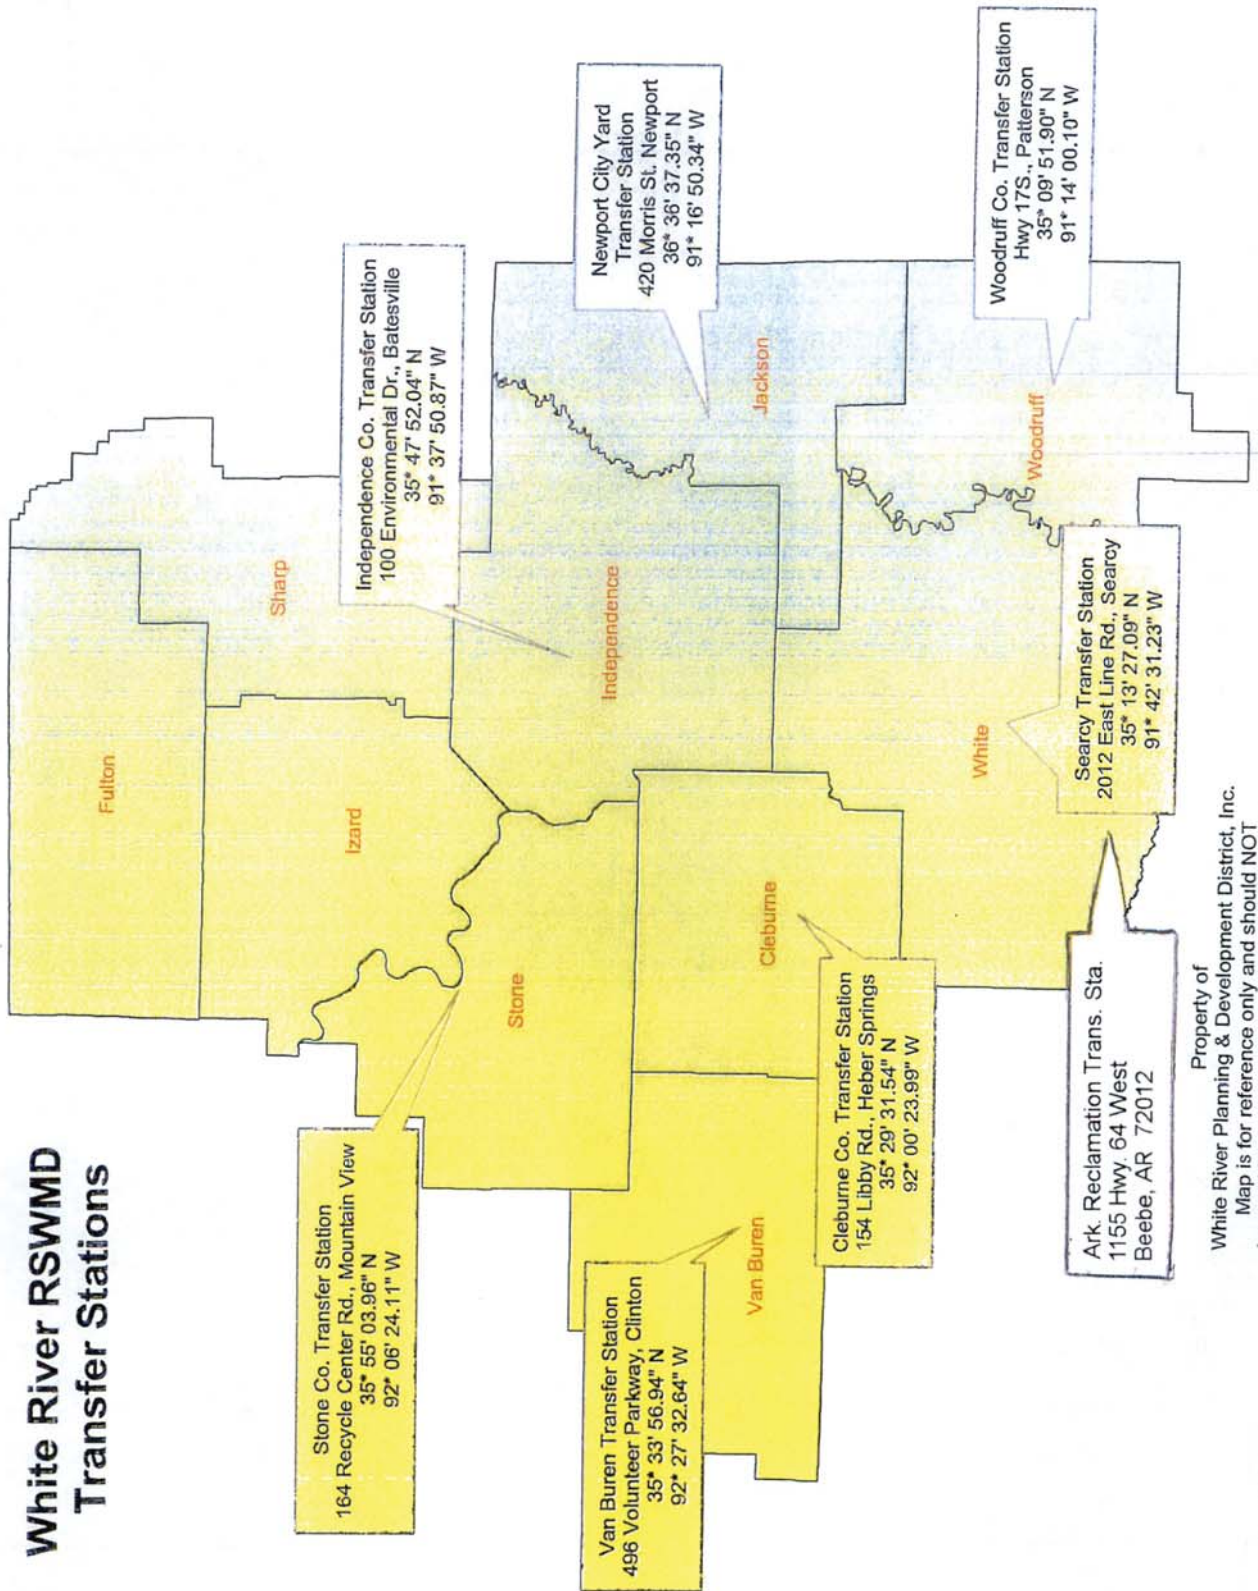 White River RSWMD
Transfer Stations
Fulton
Sharp
Izard
Independence Co. Transfer Station
100 Environmental Dr., Batesville
35* 47' 52.04" N
91* 37' 50.87" W
Stone Co. Transfer Station
164 Recycle Center Rd., Mountain View
35* 55' 03.96" N
92* 06' 24.11" W
Stone
Independence
Newport City Yard
Transfer Station
420 Morris St. Newport
36* 36' 37.35" N
91* 16' 50.34" W
Jackson
Van Buren Transfer Station
496 Volunteer Parkway, Clinton
35* 33' 56.94" N
92* 27' 32.64" W
Van Buren
Cleburne
Cleburne Co. Transfer Station
154 Libby Rd., Heber Springs
35* 29' 31.54" N
92* 00' 23.99" W
White
Woodruff
Woodruff Co. Transfer Station
Hwy 17S., Patterson
35* 09' 51.90" N
91* 14' 00.10" W
Searcy Transfer Station
2012 East Line Rd., Searcy
35* 13' 27.09" N
91* 42' 31.23" W
Ark. Reclamation Trans. Sta.
1155 Hwy. 64 West
Beebe, AR 72012
Property of
White River Planning & Development District, Inc.
Map is for reference only and should NOT